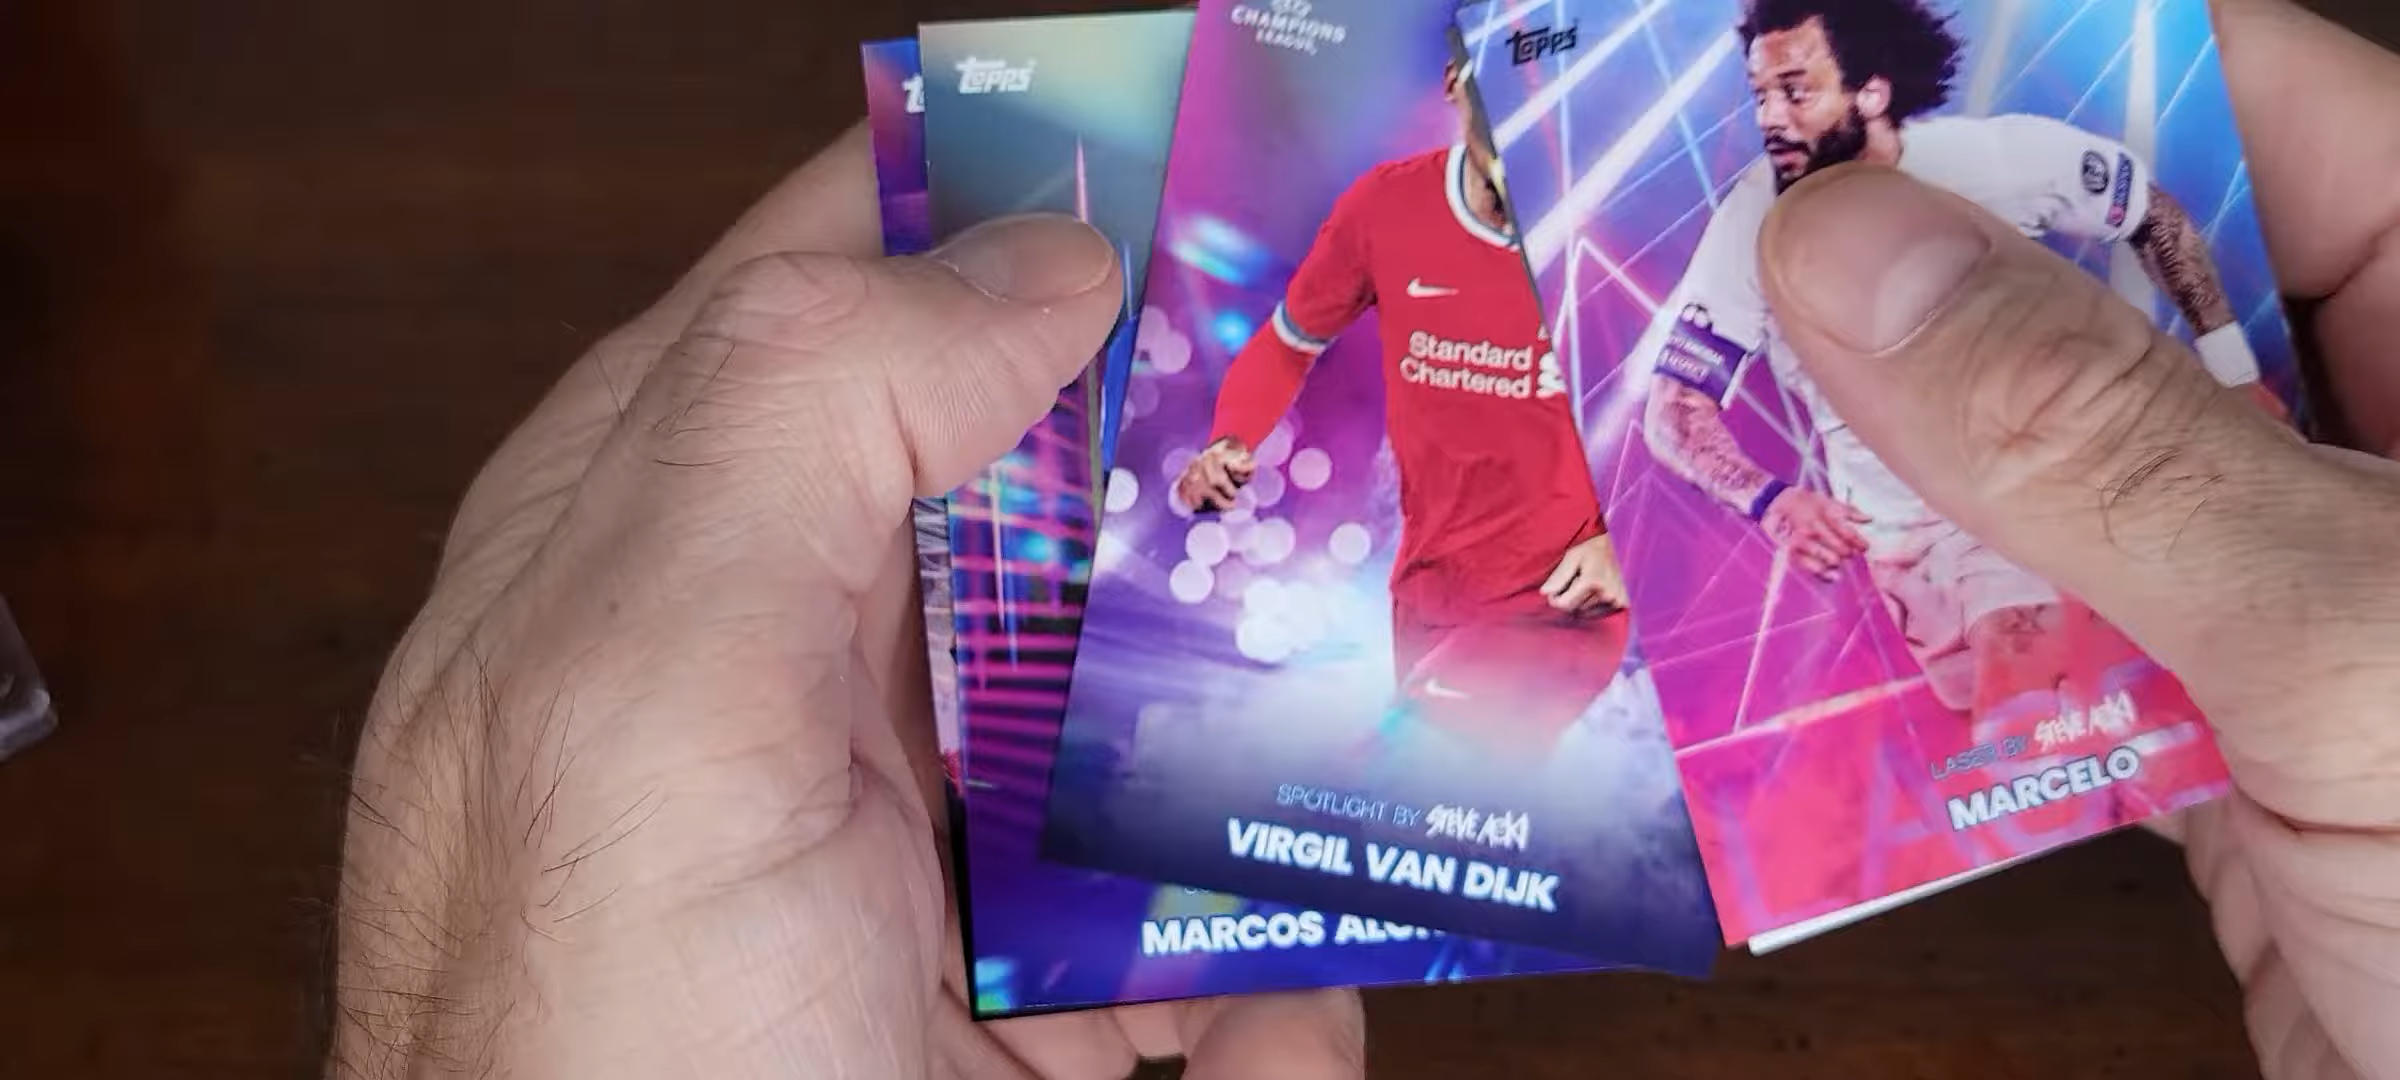 Topps
CHAMPIONS
LEAGUE
Topps
Standard
Chartered
SPOTLIGHT BY STEVE AOKI
VIRGIL VAN DIJK
LASER BY STEVE AOKI
MARCELO
MARCOS